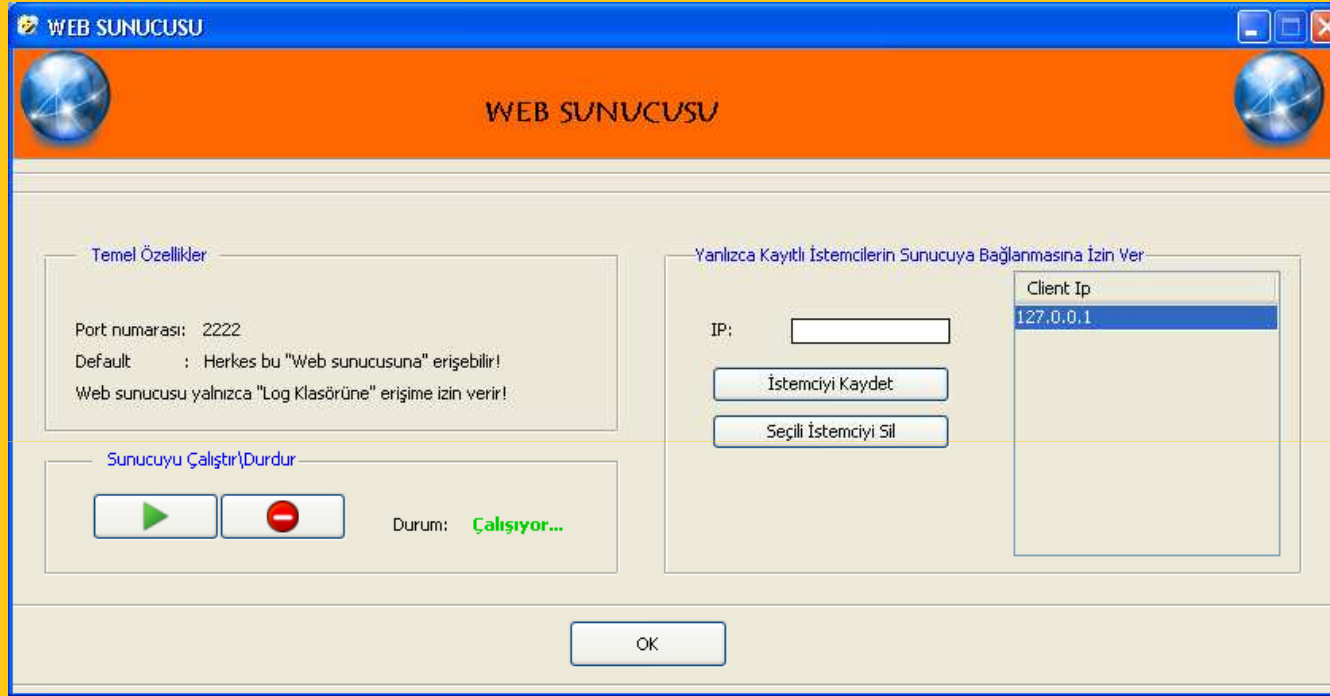 WEB SUNUCUSU
WEB SUNUCUSU
Temel Özellikler
Port numarası: 2222
Default : Herkes bu "Web sunucusuna" erişebilir!
Web sunucusu yalnızca "Log Klasörüne" erişime izin verir!
Sunucuyu Çalıştır\Durdur
Durum: Çalışıyor...
Yanlızca Kayıtlı İstemcilerin Sunucuya Bağlanmasına İzin Ver
IP:
İstemciyi Kaydet
Seçili İstemciyi Sil
Client Ip
127.0.0.1
OK